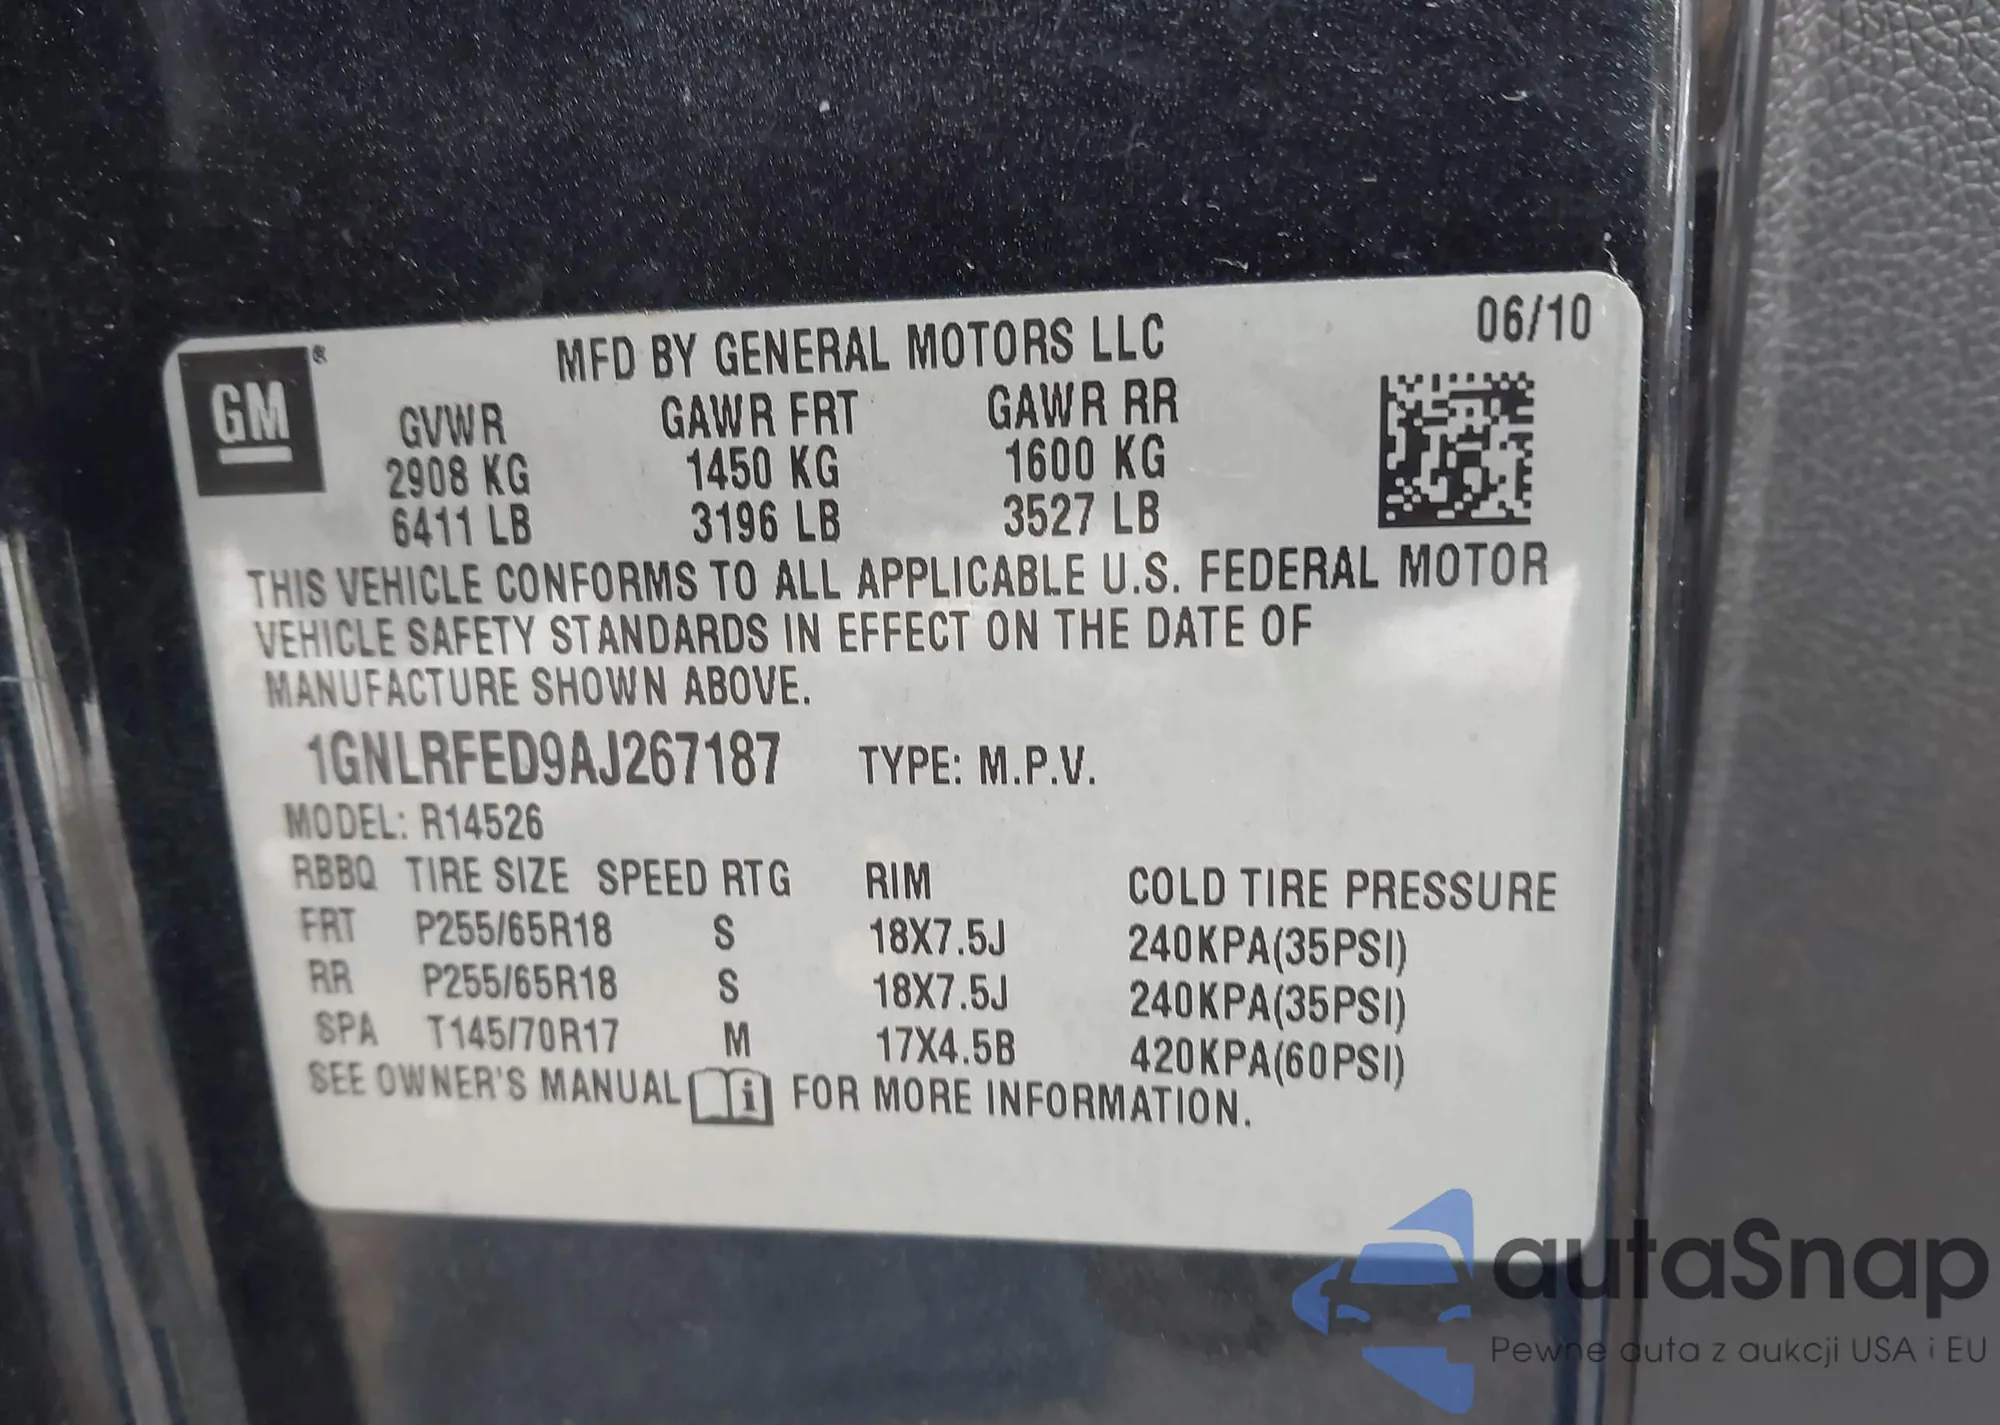 GM ®
MFD BY GENERAL MOTORS LLC 06/10
GVWR GAWR FRT GAWR RR
2908 KG 1450 KG 1600 KG
6411 LB 3196 LB 3527 LB
THIS VEHICLE CONFORMS TO ALL APPLICABLE U.S. FEDERAL MOTOR
VEHICLE SAFETY STANDARDS IN EFFECT ON THE DATE OF
MANUFACTURE SHOWN ABOVE.
1GNLRFED9AJ267187 TYPE: M.P.V.
MODEL: R14526
RBBQ TIRE SIZE SPEED RTG RIM COLD TIRE PRESSURE
FRT P255/65R18 S 18X7.5J 240KPA(35PSI)
RR P255/65R18 S 18X7.5J 240KPA(35PSI)
SPA T145/70R17 M 17X4.5B 420KPA(60PSI)
SEE OWNER'S MANUAL i FOR MORE INFORMATION.
autaSnap
Pewne auta z aukcji USA i EU